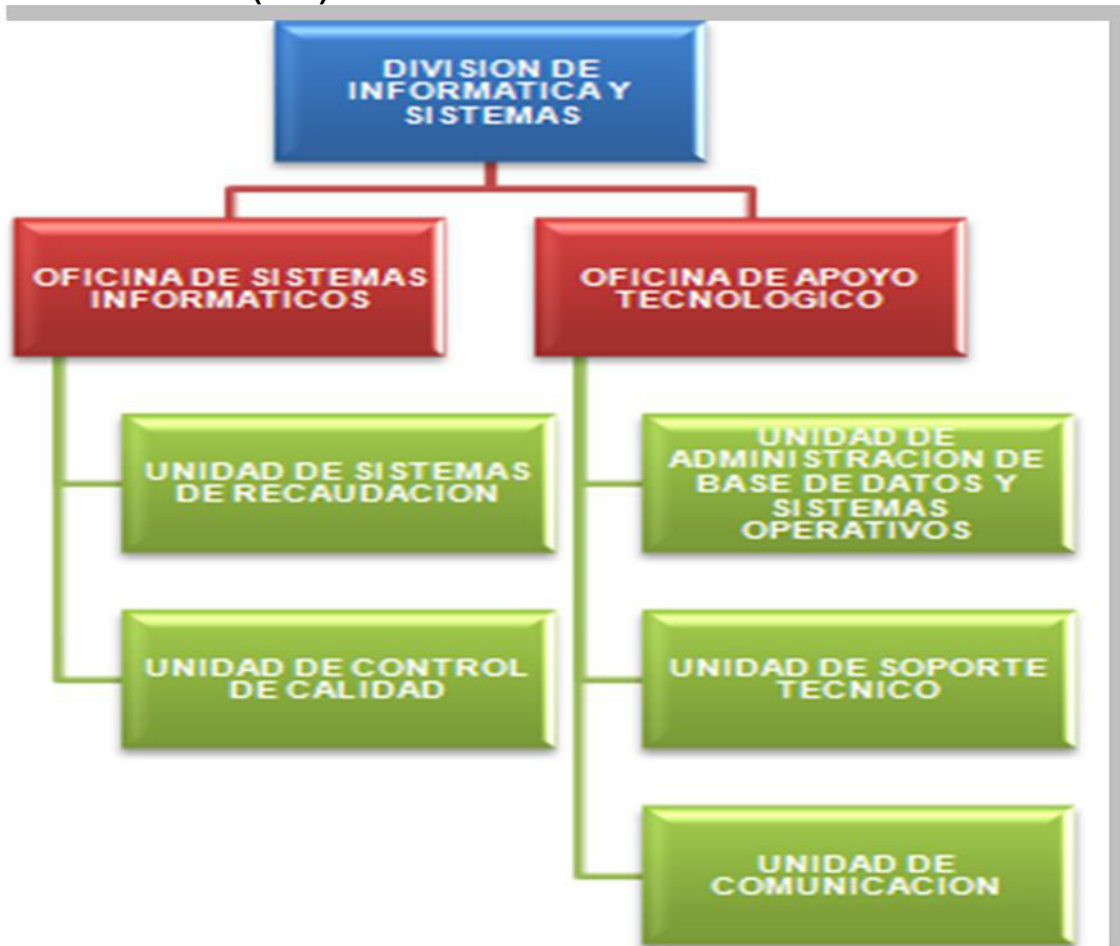 DIVISION DE
INFORMATICA Y
SISTEMAS
OFICINA DE SISTEMAS
INFORMATICOS
OFICINA DE APOYO
TECNOLOGICO
UNIDAD DE SISTEMAS
DE RECAUDACION
UNIDAD DE
ADMINISTRACION DE
BASE DE DATOS Y
SISTEMAS
OPERATIVOS
UNIDAD DE CONTROL
DE CALIDAD
UNIDAD DE SOPORTE
TECNICO
UNIDAD DE
COMUNICACION